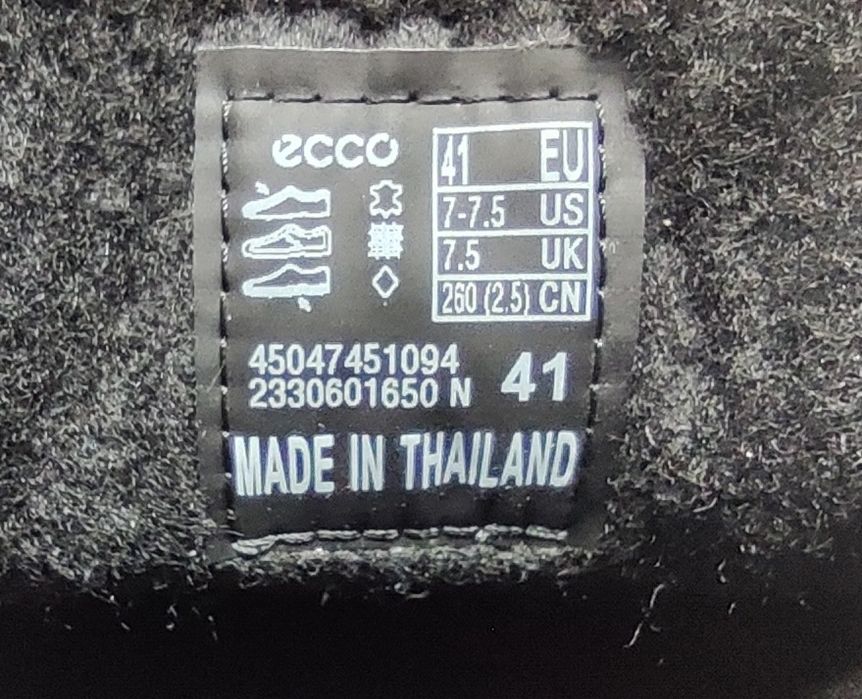 ecco
41 EU
7-7.5 US
7.5 UK
260 (2,5) CN
45047451094
2330601650 N
41
MADE IN THAILAND